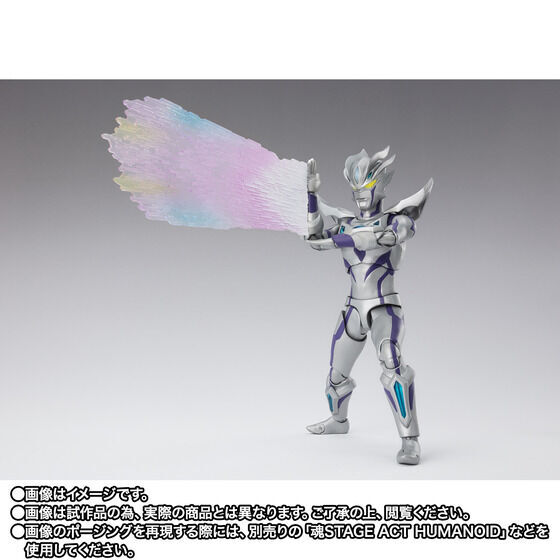 ●画像はイメージです。
●画像は試作品の為、実際の商品とは異なります。ご了承の上、閲覧ください。
●画像のポージングを再現する際には、別売りの「魂STAGE ACT HUMANOID」などを
使用してください。